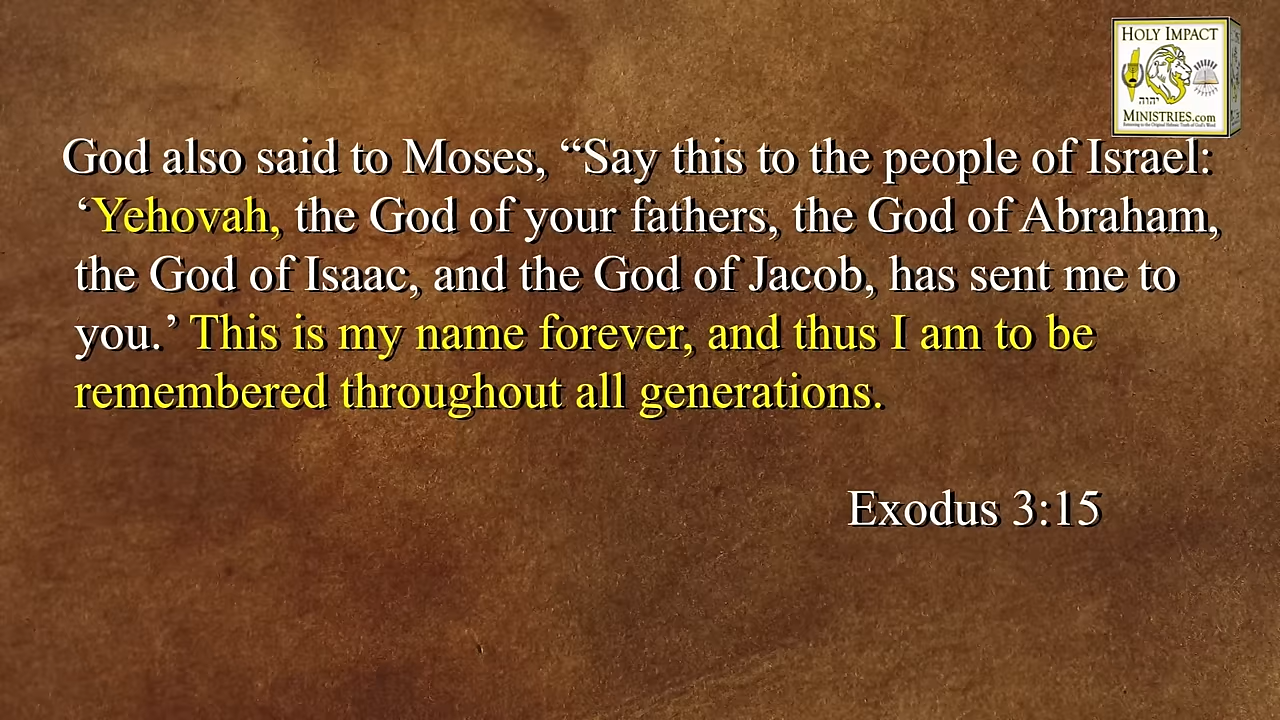 HOLY IMPACT
יהוה
MINISTRIES.com
God also said to Moses, “Say this to the people of Israel:
‘Yehovah, the God of your fathers, the God of Abraham,
the God of Isaac, and the God of Jacob, has sent me to
you.’ This is my name forever, and thus I am to be
remembered throughout all generations.
Exodus 3:15